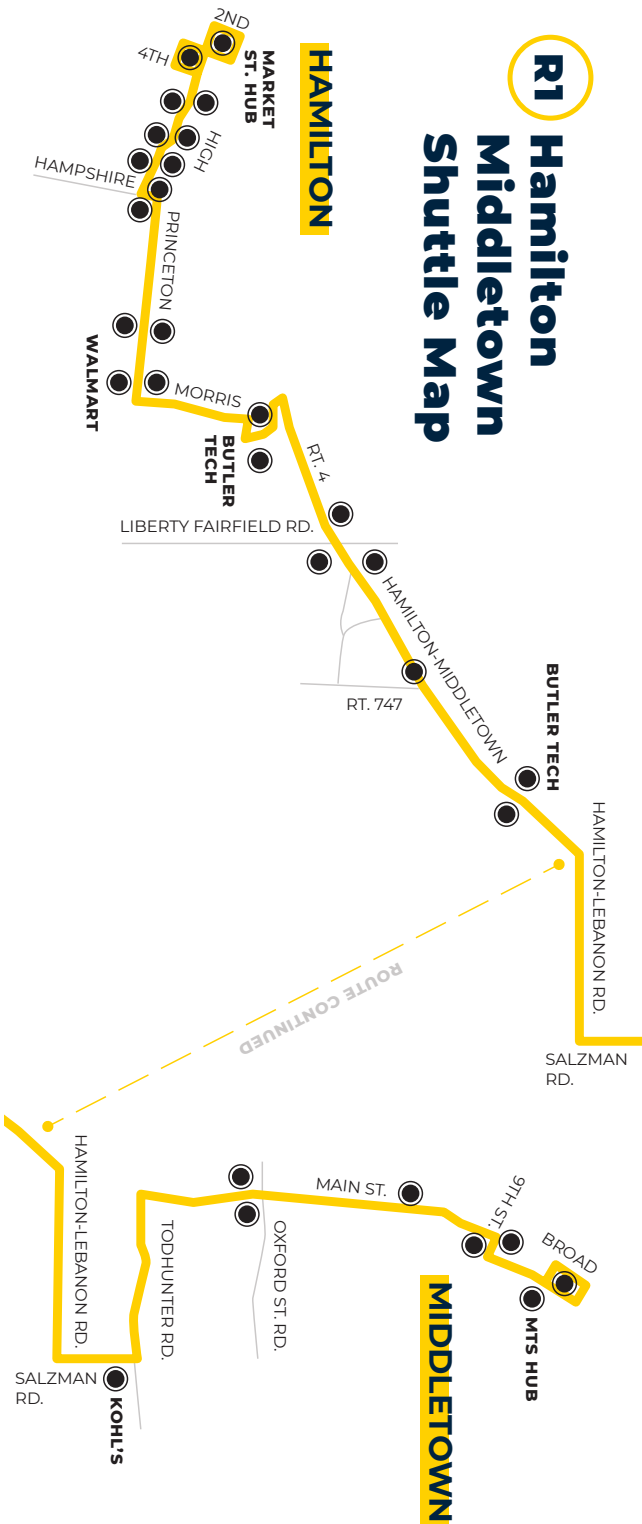 R1
Hamilton
Middletown
Shuttle Map
HAMILTON
2ND
4TH
MARKET
ST. HUB
HIGH
HAMPSHIRE
PRINCETON
WALMART
MORRIS
BUTLER
TECH
RT. 4
LIBERTY FAIRFIELD RD.
HAMILTON-MIDDLETOWN
RT. 747
BUTLER TECH
HAMILTON-LEBANON RD.
SALZMAN
RD.
ROUTE CONTINUED
HAMILTON-LEBANON RD.
SALZMAN
RD.
KOHL'S
TODHUNTER RD.
OXFORD ST. RD.
MAIN ST.
9TH ST.
BROAD
MTS HUB
MIDDLETOWN